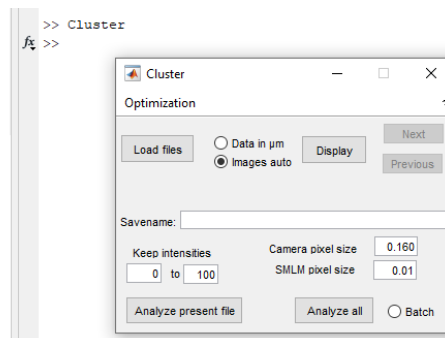 >> Cluster
fx >>
Cluster
Optimization
Load files
Data in µm
Images auto
Display
Next
Previous
Savename:
Keep intensities
0 to 100
Camera pixel size 0.160
SMLM pixel size 0.01
Analyze present file
Analyze all
Batch